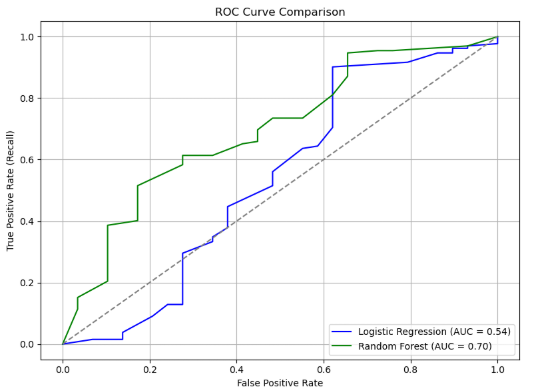 ROC Curve Comparison
True Positive Rate (Recall)
1.0
0.8
0.6
0.4
0.2
0.0
0.0 0.2 0.4 0.6 0.8 1.0
False Positive Rate
Logistic Regression (AUC = 0.54)
Random Forest (AUC = 0.70)